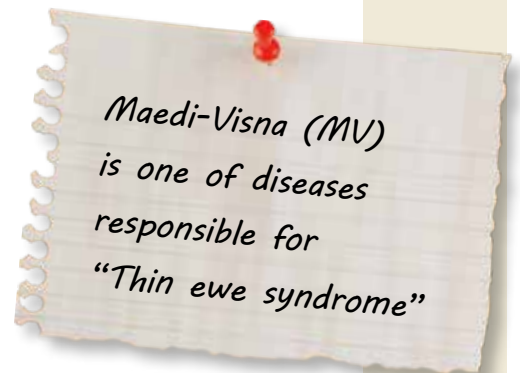 Maedi-Visna (MV)
is one of diseases
responsible for
“Thin ewe syndrome”